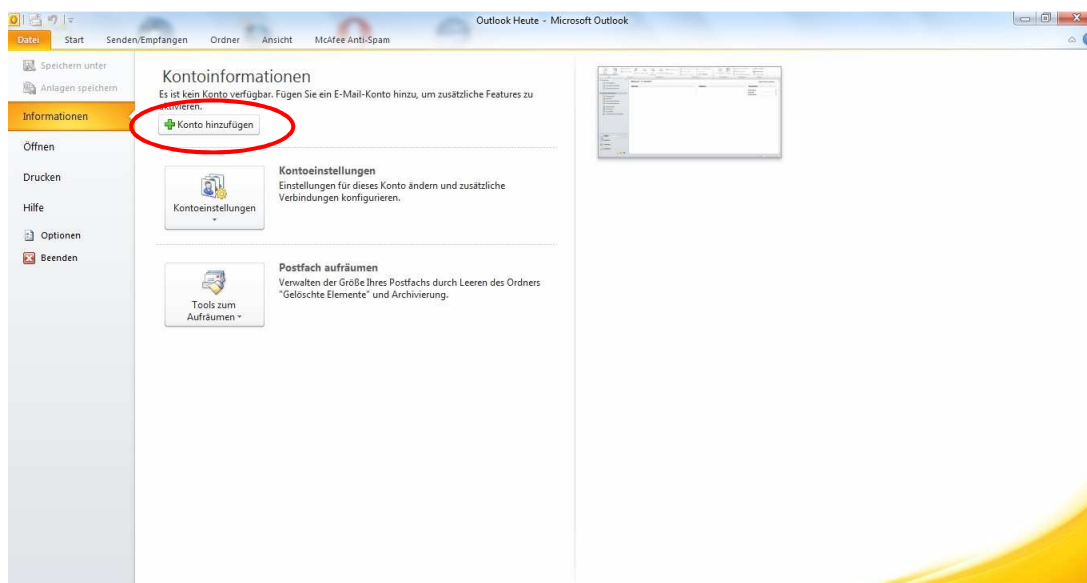 Outlook Heute - Microsoft Outlook
Datei Start Senden/Empfangen Ordner Ansicht McAfee Anti-Spam
Speichern unter
Anlagen speichern
Informationen
Öffnen
Drucken
Hilfe
Optionen
Beenden
Kontoinformationen
Es ist kein Konto verfügbar. Fügen Sie ein E-Mail-Konto hinzu, um zusätzliche Features zu
aktivieren.
Konto hinzufügen
Kontoeinstellungen
Kontoeinstellungen
Einstellungen für dieses Konto ändern und zusätzliche
Verbindungen konfigurieren.
Tools zum
Aufräumen
Postfach aufräumen
Verwalten der Größe Ihres Postfachs durch Leeren des Ordners
"Gelöschte Elemente" und Archivierung.